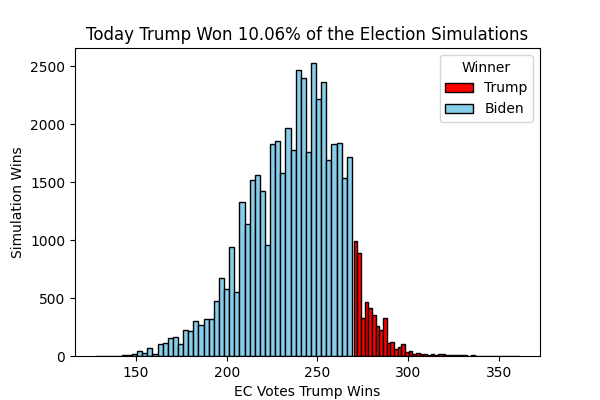 Today Trump Won 10.06% of the Election Simulations
Winner
Trump
Biden
Simulation Wins
2500
2000
1500
1000
500
0
150 200 250 300 350
EC Votes Trump Wins